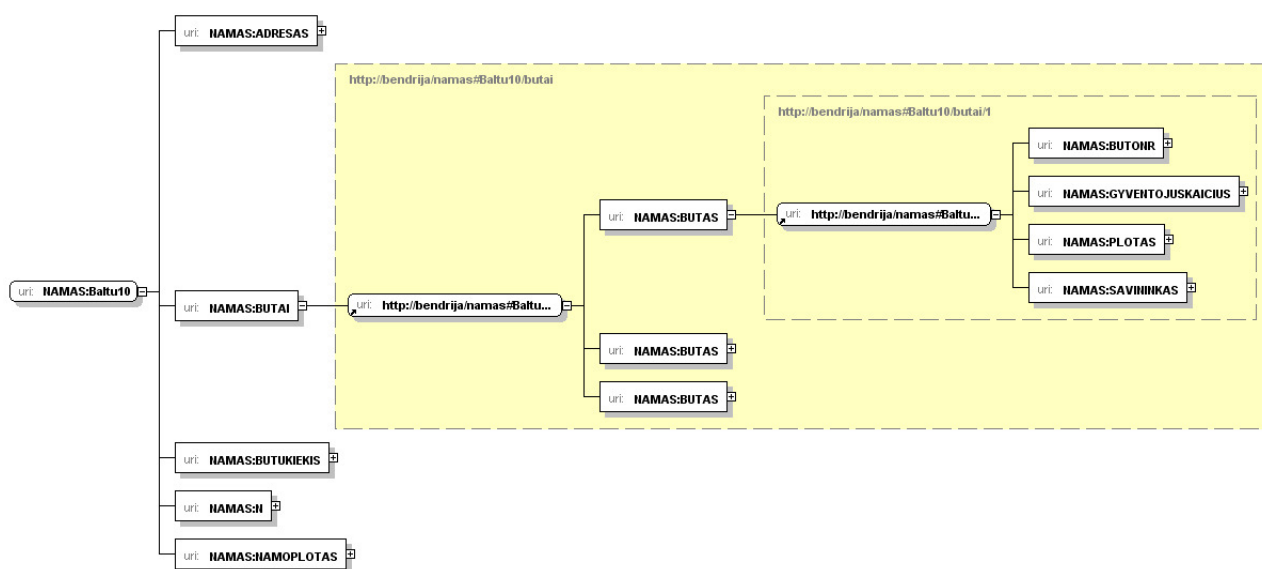 uri: NAMAS:ADRESAS
http://bendrija/namas#Baltu10/butai
http://bendrija/namas#Baltu10/butai/1
uri: NAMAS:BUTONR
uri: NAMAS:GYVENTOJUSKAICIUS
uri: NAMAS:BUTAS
uri: http://bendrija/namas#Baltu...
uri: NAMAS:PLOTAS
uri: NAMAS:SAVININKAS
uri: NAMAS:Baltu10
uri: NAMAS:BUTAI
uri: http://bendrija/namas#Baltu...
uri: NAMAS:BUTAS
uri: NAMAS:BUTAS
uri: NAMAS:BUTUKIEKIS
uri: NAMAS:N
uri: NAMAS:NAMOPLOTAS